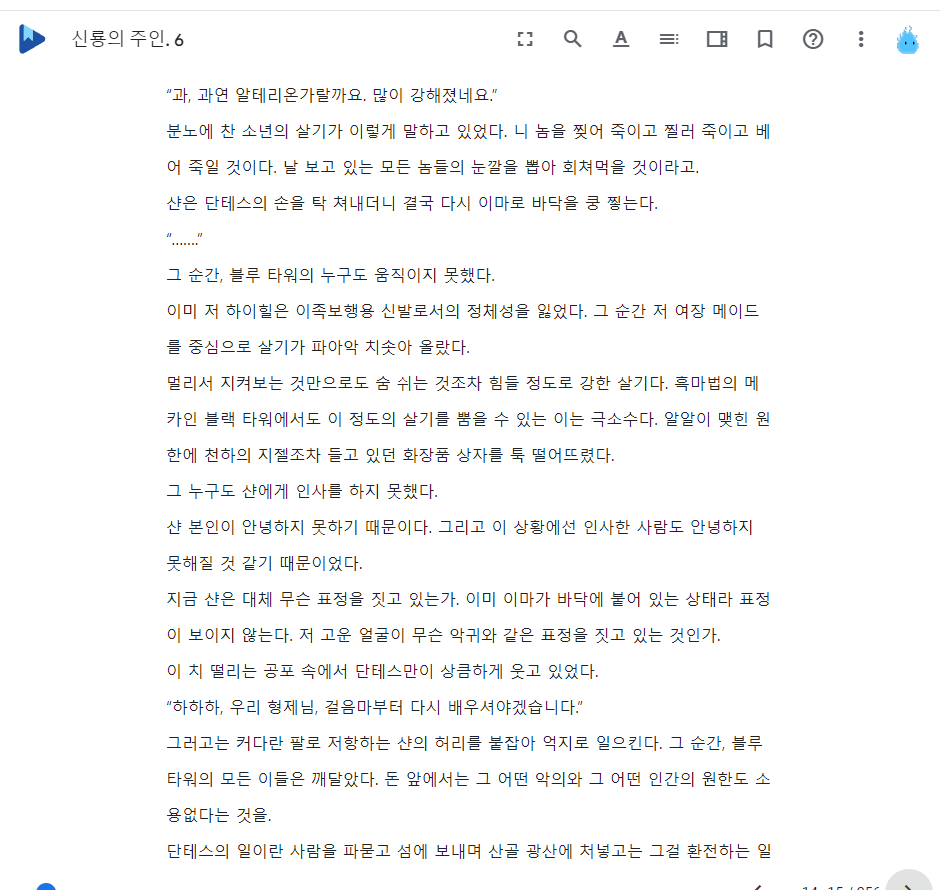 신룡의 주인. 6
“과, 과연 알테리온가랄까요. 많이 강해졌네요.”
분노에 찬 소년의 살기가 이렇게 말하고 있었다. 니 놈을 찢어 죽이고 찔러 죽이고 베
어 죽일 것이다. 날 보고 있는 모든 놈들의 눈깔을 뽑아 회쳐먹을 것이라고.
샨은 단테스의 손을 탁 쳐내더니 결국 다시 이마로 바닥을 쿵 찧는다.
“.......”
그 순간, 블루 타워의 누구도 움직이지 못했다.
이미 저 하이힐은 이족보행용 신발로서의 정체성을 잃었다. 그 순간 저 여장 메이드
를 중심으로 살기가 파아악 치솟아 올랐다.
멀리서 지켜보는 것만으로도 숨 쉬는 것조차 힘들 정도로 강한 살기다. 흑마법의 메
카인 블랙 타워에서도 이 정도의 살기를 뿜을 수 있는 이는 극소수다. 알알이 맺힌 원
한에 천하의 지젤조차 들고 있던 화장품 상자를 툭 떨어뜨렸다.
그 누구도 샨에게 인사를 하지 못했다.
샨 본인이 안녕하지 못하기 때문이다. 그리고 이 상황에선 인사한 사람도 안녕하지
못해질 것 같기 때문이었다.
지금 샨은 대체 무슨 표정을 짓고 있는가. 이미 이마가 바닥에 붙어 있는 상태라 표정
이 보이지 않는다. 저 고운 얼굴이 무슨 악귀와 같은 표정을 짓고 있는 것인가.
이 치 떨리는 공포 속에서 단테스만이 상큼하게 웃고 있었다.
“하하하, 우리 형제님, 걸음마부터 다시 배우셔야겠습니다.”
그러고는 커다란 팔로 저항하는 샨의 허리를 붙잡아 억지로 일으킨다. 그 순간, 블루
타워의 모든 이들은 깨달았다. 돈 앞에서는 그 어떤 악의와 그 어떤 인간의 원한도 소
용없다는 것을.
단테스의 일이란 사람을 파묻고 섬에 보내며 산골 광산에 처넣고는 그걸 환전하는 일